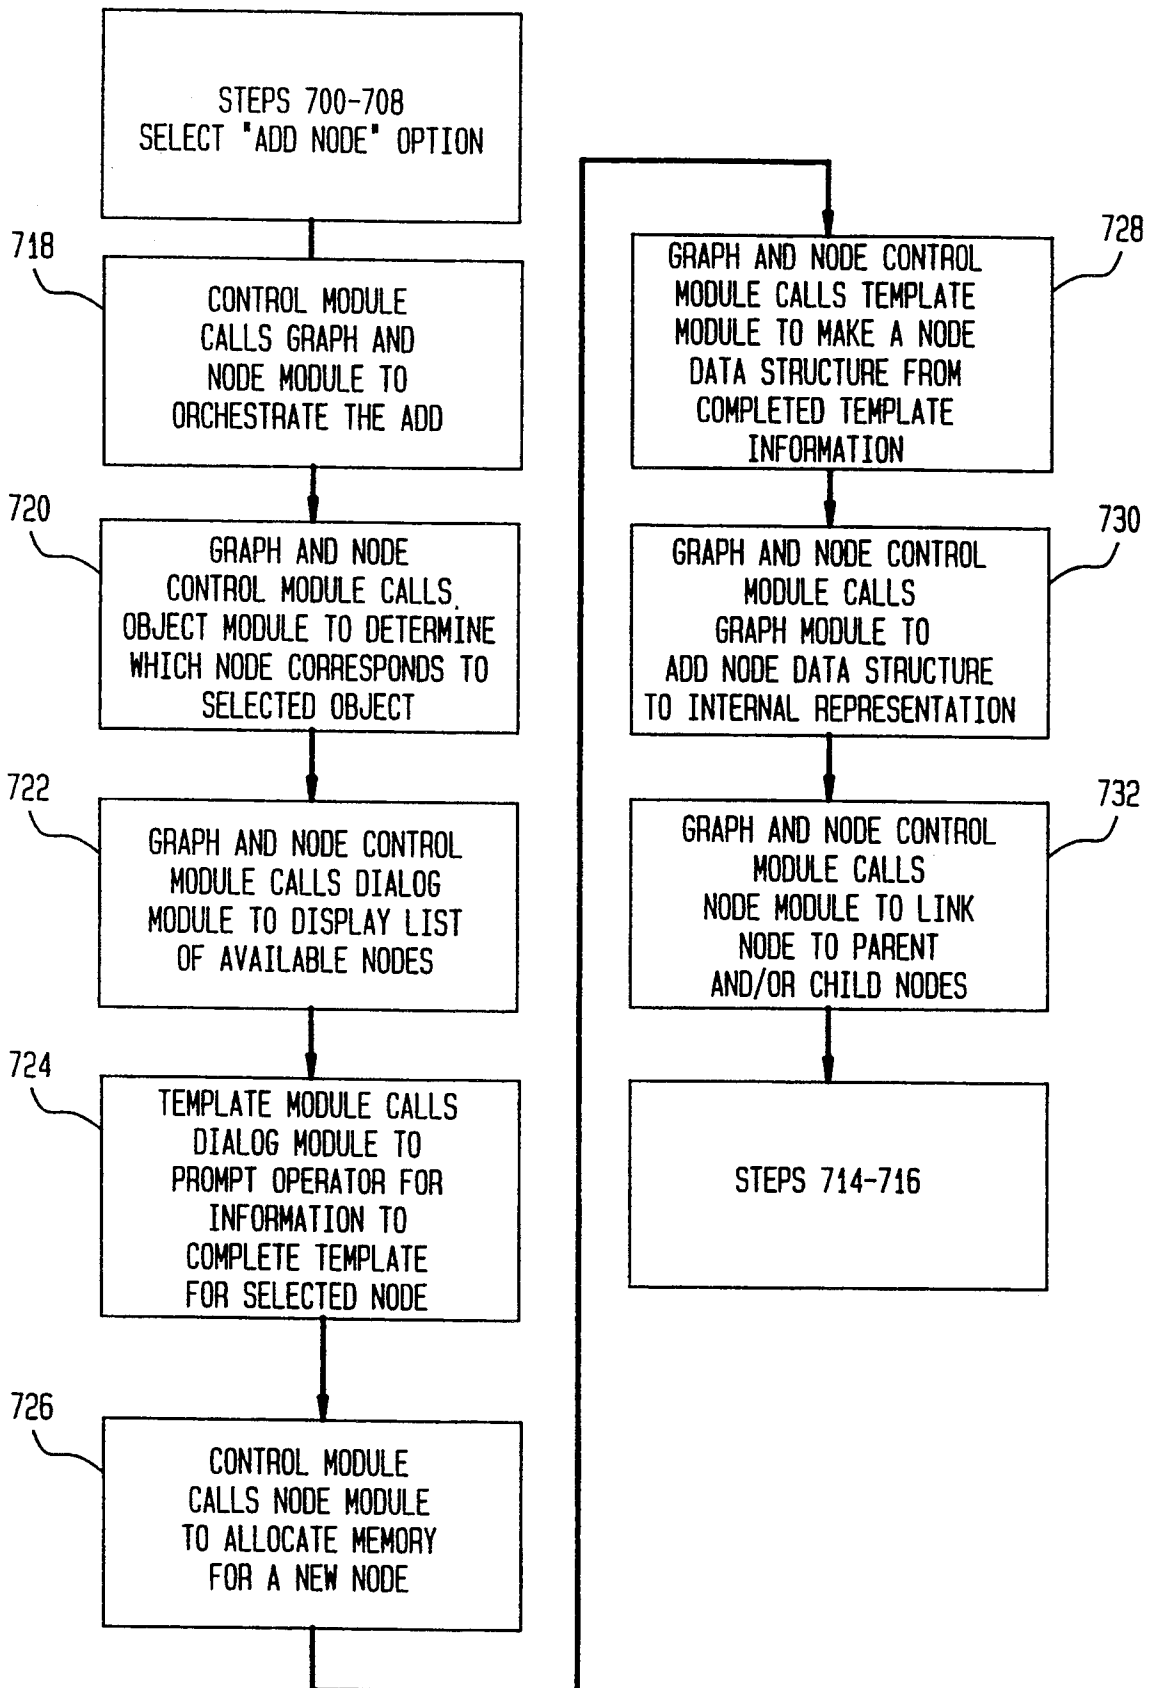 STEPS 700-708
SELECT "ADD NODE" OPTION
718
CONTROL MODULE
CALLS GRAPH AND
NODE MODULE TO
ORCHESTRATE THE ADD
720
GRAPH AND NODE
CONTROL MODULE CALLS
OBJECT MODULE TO DETERMINE
WHICH NODE CORRESPONDS TO
SELECTED OBJECT
722
GRAPH AND NODE CONTROL
MODULE CALLS DIALOG
MODULE TO DISPLAY LIST
OF AVAILABLE NODES
724
TEMPLATE MODULE CALLS
DIALOG MODULE TO
PROMPT OPERATOR FOR
INFORMATION TO
COMPLETE TEMPLATE
FOR SELECTED NODE
726
CONTROL MODULE
CALLS NODE MODULE
TO ALLOCATE MEMORY
FOR A NEW NODE
728
GRAPH AND NODE CONTROL
MODULE CALLS TEMPLATE
MODULE TO MAKE A NODE
DATA STRUCTURE FROM
COMPLETED TEMPLATE
INFORMATION
730
GRAPH AND NODE CONTROL
MODULE CALLS
GRAPH MODULE TO
ADD NODE DATA STRUCTURE
TO INTERNAL REPRESENTATION
732
GRAPH AND NODE CONTROL
MODULE CALLS
NODE MODULE TO LINK
NODE TO PARENT
AND/OR CHILD NODES
STEPS 714-716